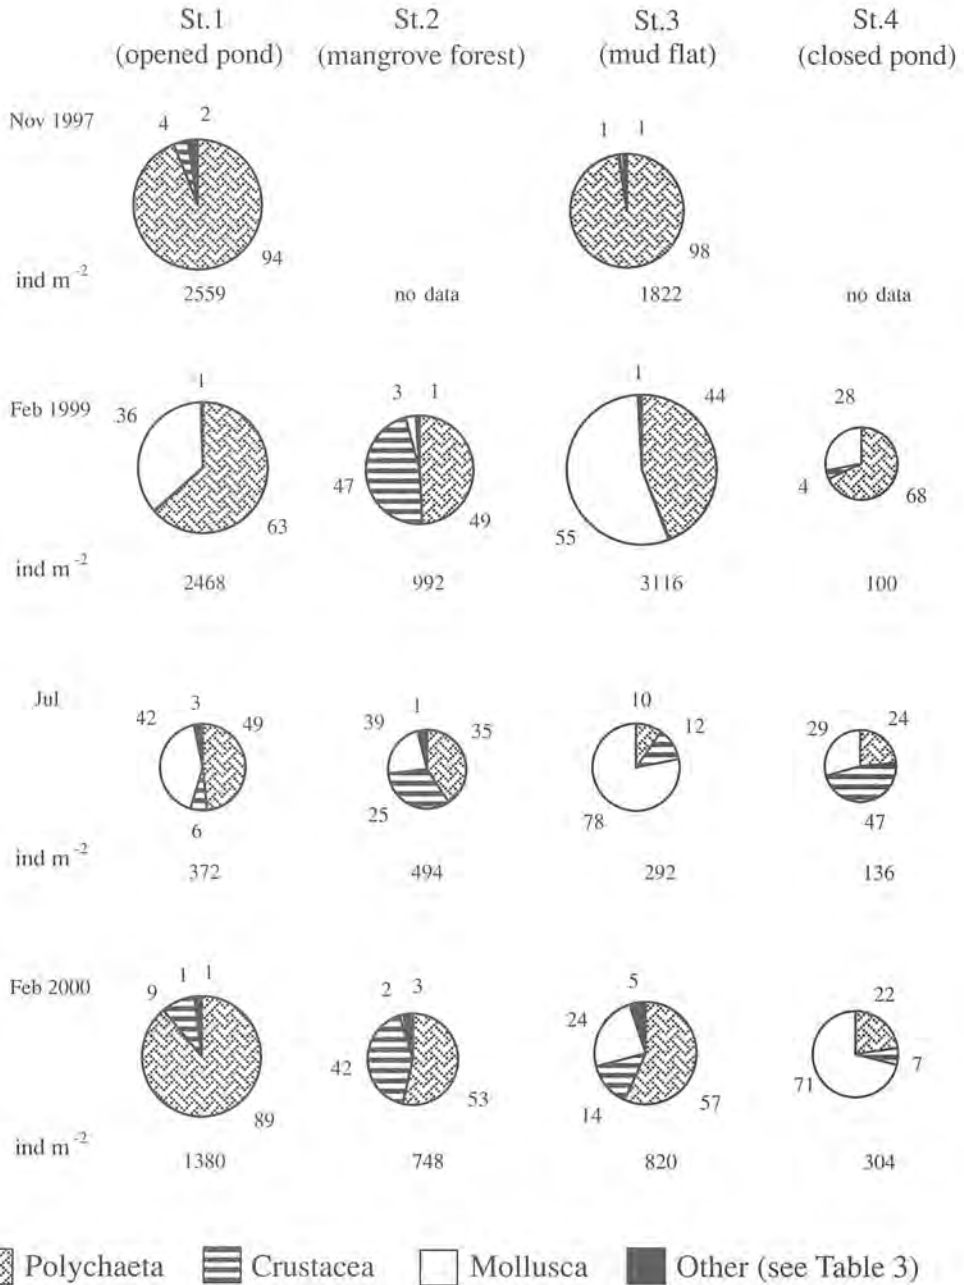 St.1 St.2 St.3 St.4
(opened pond) (mangrove forest) (mud flat) (closed pond)
Nov 1997
4 2 1 1
94 98
ind m⁻²
2559 no data 1822 no data
Feb 1999
1 3 1 1 44 28
36 47 4
63 49 55 68
ind m⁻²
2468 992 3116 100
Jul
42 3 49 39 1 35 10 12 29 24
6 25 78 47
ind m⁻²
372 494 292 136
Feb 2000
9 1 1 2 3 24 5 22
42 71 7
89 53 14 57
ind m⁻²
1380 748 820 304
Polychaeta Crustacea Mollusca Other (see Table 3)